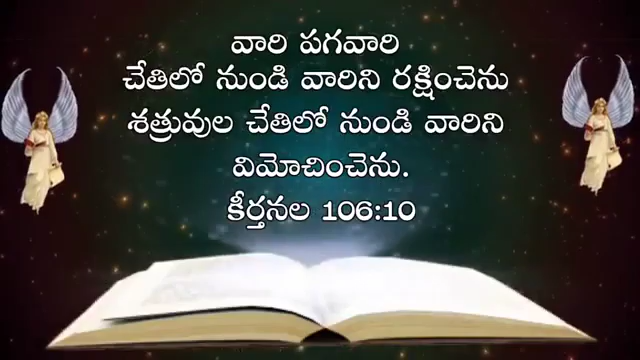 వారి పగవారి
చేతిలో నుండి వారిని రక్షించెను
శత్రువుల చేతిలో నుండి వారిని
విమోచించెను.
కీర్తనల 106:10